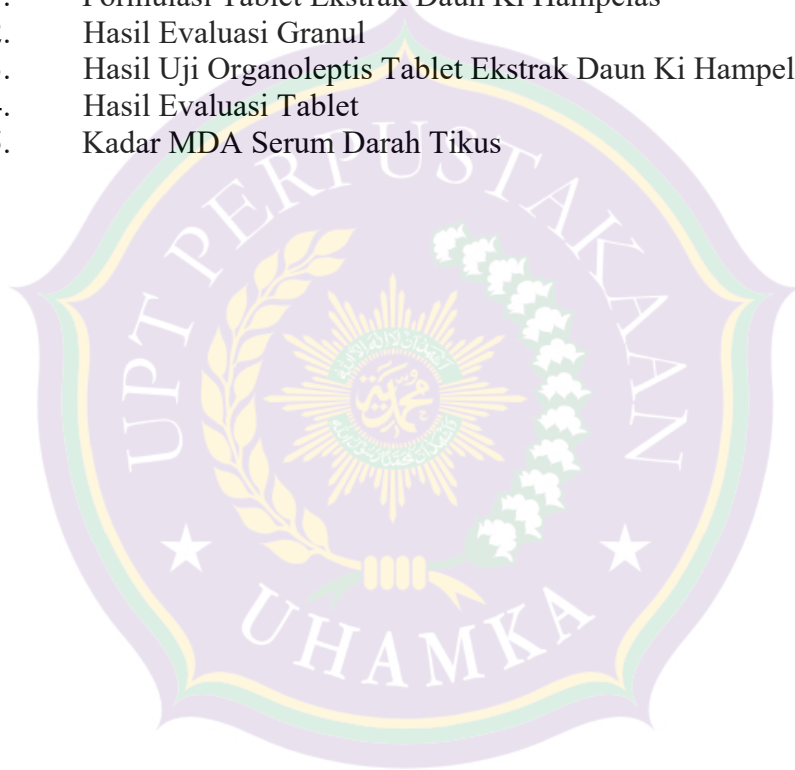 Formulasi Tablet Ekstrak Daun Ki Hampelas
2. Hasil Evaluasi Granul
Hasil Uji Organoleptis Tablet Ekstrak Daun Ki Hampel
Hasil Evaluasi Tablet
Kadar MDA Serum Darah Tikus
UPT PERPUSTAKAAN
UHAMKA